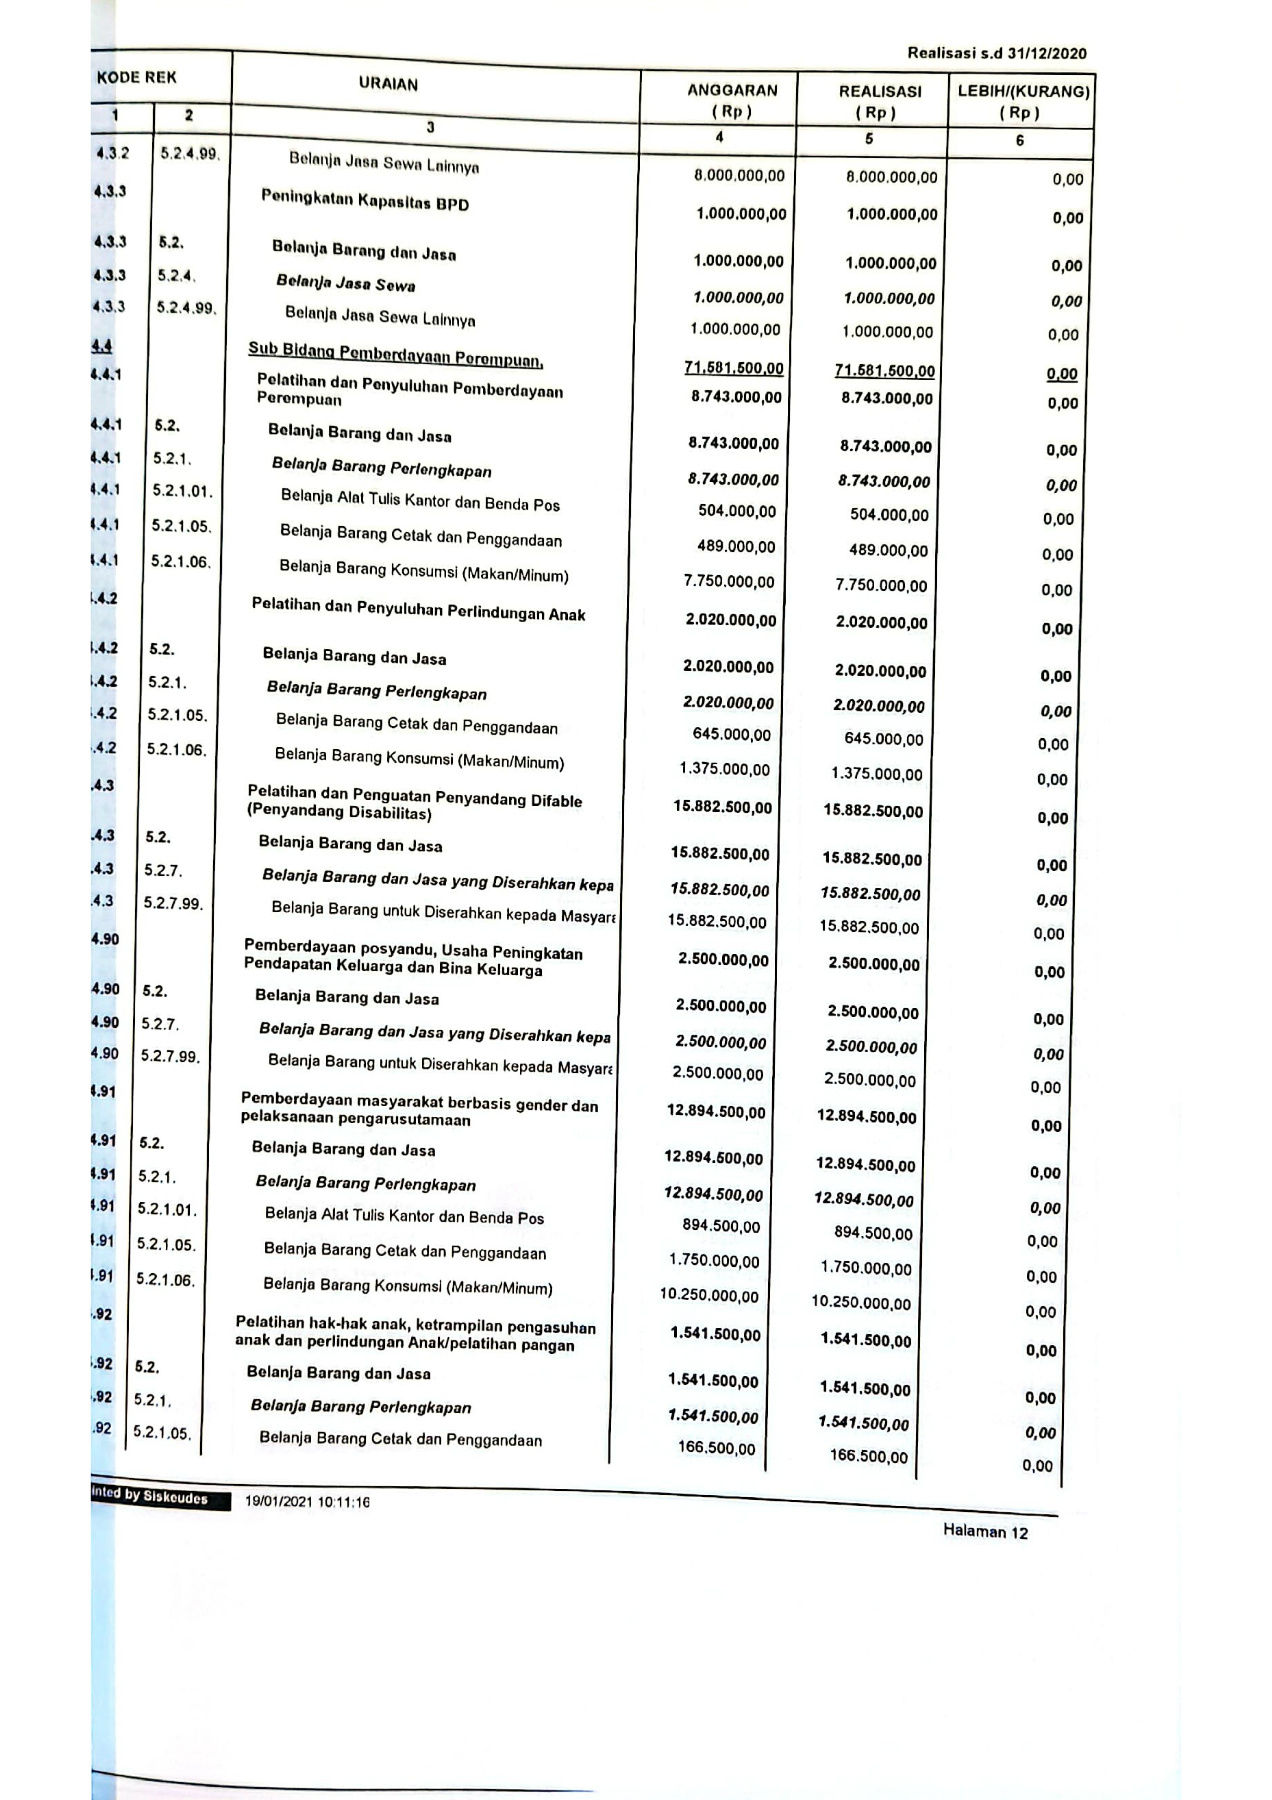 Realisasi s.d 31/12/2020
KODE REK URAIAN ANGGARAN REALISASI LEBIH/(KURANG)
( Rp ) ( Rp ) ( Rp )
1 2 3 4 5 6
4.3.2 5.2.4.99. Belanja Jasa Sewa Lainnya 8.000.000,00 8.000.000,00 0,00
4.3.3 Peningkatan Kapasitas BPD 1.000.000,00 1.000.000,00 0,00
4.3.3 5.2. Belanja Barang dan Jasa 1.000.000,00 1.000.000,00 0,00
4.3.3 5.2.4. Belanja Jasa Sewa 1.000.000,00 1.000.000,00 0,00
4.3.3 5.2.4.99. Belanja Jasa Sewa Lainnya 1.000.000,00 1.000.000,00 0,00
4.4 Sub Bidang Pemberdayaan Perempuan, 71.581.500,00 71.581.500,00 0,00
4.4.1 Pelatihan dan Penyuluhan Pemberdayaan 8.743.000,00 8.743.000,00 0,00
Perempuan
4.4.1 5.2. Belanja Barang dan Jasa 8.743.000,00 8.743.000,00 0,00
4.4.1 5.2.1. Belanja Barang Perlengkapan 8.743.000,00 8.743.000,00 0,00
4.4.1 5.2.1.01. Belanja Alat Tulis Kantor dan Benda Pos 504.000,00 504.000,00 0,00
4.4.1 5.2.1.05. Belanja Barang Cetak dan Penggandaan 489.000,00 489.000,00 0,00
4.4.1 5.2.1.06. Belanja Barang Konsumsi (Makan/Minum) 7.750.000,00 7.750.000,00 0,00
.4.2 Pelatihan dan Penyuluhan Perlindungan Anak 2.020.000,00 2.020.000,00 0,00
.4.2 5.2. Belanja Barang dan Jasa 2.020.000,00 2.020.000,00 0,00
.4.2 5.2.1. Belanja Barang Perlengkapan 2.020.000,00 2.020.000,00 0,00
.4.2 5.2.1.05. Belanja Barang Cetak dan Penggandaan 645.000,00 645.000,00 0,00
.4.2 5.2.1.06. Belanja Barang Konsumsi (Makan/Minum) 1.375.000,00 1.375.000,00 0,00
.4.3 Pelatihan dan Penguatan Penyandang Difable 15.882.500,00 15.882.500,00 0,00
(Penyandang Disabilitas)
.4.3 5.2. Belanja Barang dan Jasa 15.882.500,00 15.882.500,00 0,00
.4.3 5.2.7. Belanja Barang dan Jasa yang Diserahkan kepa 15.882.500,00 15.882.500,00 0,00
4.3 5.2.7.99. Belanja Barang untuk Diserahkan kepada Masyara 15.882.500,00 15.882.500,00 0,00
4.90 Pemberdayaan posyandu, Usaha Peningkatan 2.500.000,00 2.500.000,00 0,00
Pendapatan Keluarga dan Bina Keluarga
4.90 5.2. Belanja Barang dan Jasa 2.500.000,00 2.500.000,00 0,00
4.90 5.2.7. Belanja Barang dan Jasa yang Diserahkan kepa 2.500.000,00 2.500.000,00 0,00
4.90 5.2.7.99. Belanja Barang untuk Diserahkan kepada Masyara 2.500.000,00 2.500.000,00 0,00
4.91 Pemberdayaan masyarakat berbasis gender dan 12.894.500,00 12.894.500,00 0,00
pelaksanaan pengarusutamaan
4.91 5.2. Belanja Barang dan Jasa 12.894.500,00 12.894.500,00 0,00
4.91 5.2.1. Belanja Barang Perlengkapan 12.894.500,00 12.894.500,00 0,00
4.91 5.2.1.01. Belanja Alat Tulis Kantor dan Benda Pos 894.500,00 894.500,00 0,00
4.91 5.2.1.05. Belanja Barang Cetak dan Penggandaan 1.750.000,00 1.750.000,00 0,00
.91 5.2.1.06. Belanja Barang Konsumsi (Makan/Minum) 10.250.000,00 10.250.000,00 0,00
.92 Pelatihan hak-hak anak, ketrampilan pengasuhan 1.541.500,00 1.541.500,00 0,00
anak dan perlindungan Anak/pelatihan pangan
.92 5.2. Belanja Barang dan Jasa 1.541.500,00 1.541.500,00 0,00
.92 5.2.1. Belanja Barang Perlengkapan 1.541.500,00 1.541.500,00 0,00
.92 5.2.1.05. Belanja Barang Cetak dan Penggandaan 166.500,00 166.500,00 0,00
inted by Siskeudes 19/01/2021 10:11:16
Halaman 12